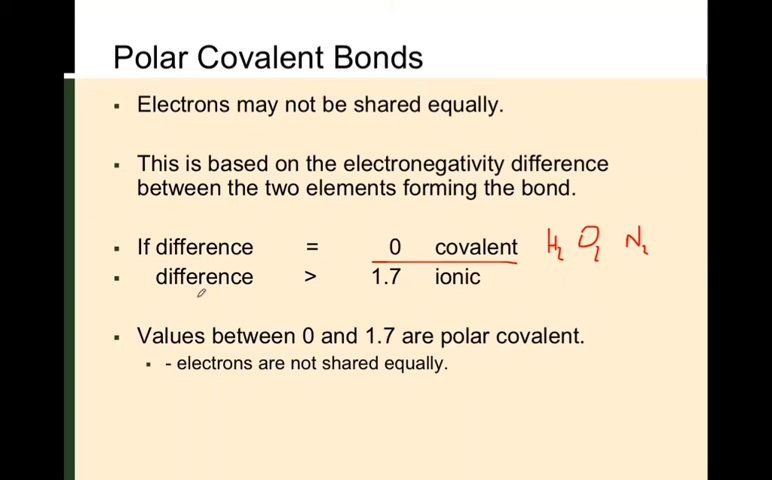 Polar Covalent Bonds
▪ Electrons may not be shared equally.
▪ This is based on the electronegativity difference
between the two elements forming the bond.
▪ If difference = 0 covalent H₂ O₂ N₂
▪ difference > 1.7 ionic
▪ Values between 0 and 1.7 are polar covalent.
▪ - electrons are not shared equally.